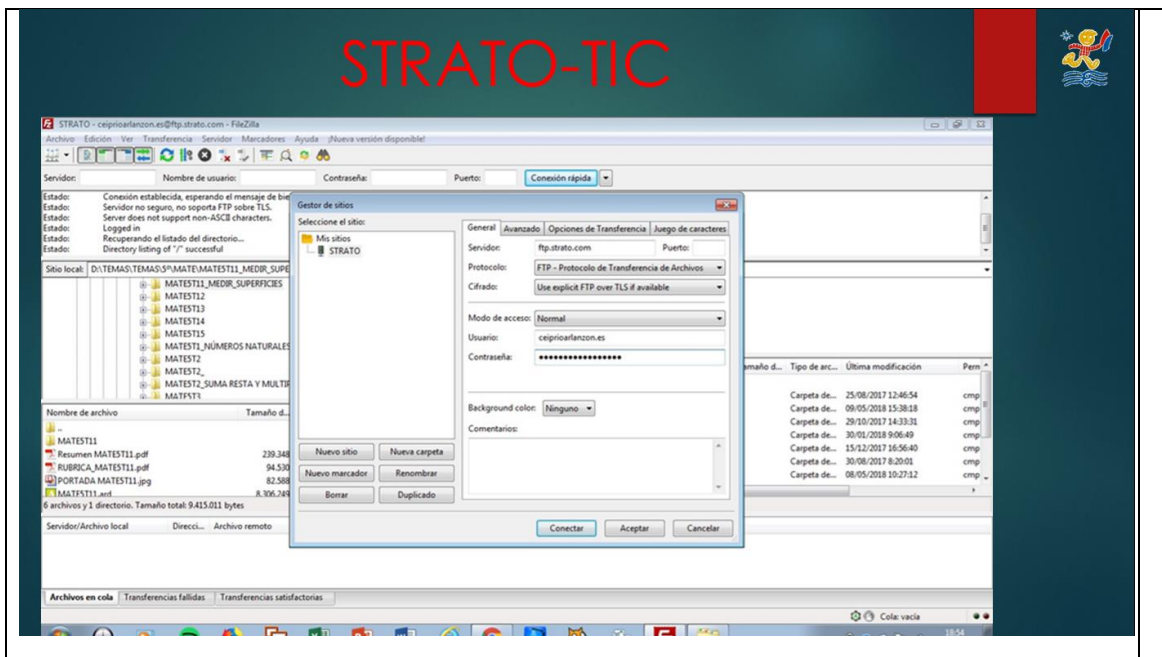 STRATO-TIC
STRATO - ceiprioarlanzon.es@ftp.strato.com - FileZilla
Archivo Edición Ver Transferencia Servidor Marcadores Ayuda ¡Nueva versión disponible!
Servidor: Nombre de usuario: Contraseña: Puerto: Conexión rápida
Estado: Conexión establecida, esperando el mensaje de bie
Estado: Servidor no seguro, no soporta FTP sobre TLS.
Estado: Server does not support non-ASCII characters.
Estado: Logged in
Estado: Recuperando el listado del directorio...
Estado: Directory listing of "/" successful
Sitio local: D:\TEMAS\TEMAS\5º\MATE\MATE5T11_MEDIR_SUPE
MATE5T11_MEDIR_SUPERFICIES
MATE5T12
MATE5T13
MATE5T14
MATE5T15
MATE5T1_NÚMEROS NATURALES
MATE5T2
MATE5T2_
MATE5T2_SUMA RESTA Y MULTIP
MATE5T3
Nombre de archivo Tamaño d...
..
MATE5T11
Resumen MATE5T11.pdf 239.348
RUBRICA_MATE5T11.pdf 94.530
PORTADA MATE5T11.jpg 82.588
MATE5T11.ard 8.306.249
6 archivos y 1 directorio. Tamaño total: 9.415.011 bytes
Servidor/Archivo local Direcci... Archivo remoto
Archivos en cola Transferencias fallidas Transferencias satisfactorias
Gestor de sitios
Seleccione el sitio:
Mis sitios
STRATO
Nuevo sitio Nueva carpeta
Nuevo marcador Renombrar
Borrar Duplicado
General Avanzado Opciones de Transferencia Juego de caracteres
Servidor: ftp.strato.com Puerto:
Protocolo: FTP - Protocolo de Transferencia de Archivos
Cifrado: Use explicit FTP over TLS if available
Modo de acceso: Normal
Usuario: ceiprioarlanzon.es
Contraseña:
Background color: Ninguno
Comentarios:
Conectar Aceptar Cancelar
amaño d... Tipo de arc... Última modificación Perm
Carpeta de... 25/08/2017 12:46:54 cmp
Carpeta de... 09/05/2018 15:38:18 cmp
Carpeta de... 29/10/2017 14:33:31 cmp
Carpeta de... 30/01/2018 9:06:49 cmp
Carpeta de... 15/12/2017 16:56:40 cmp
Carpeta de... 30/08/2017 8:20:01 cmp
Carpeta de... 08/05/2018 10:27:12 cmp
Cola: vacía
18:54